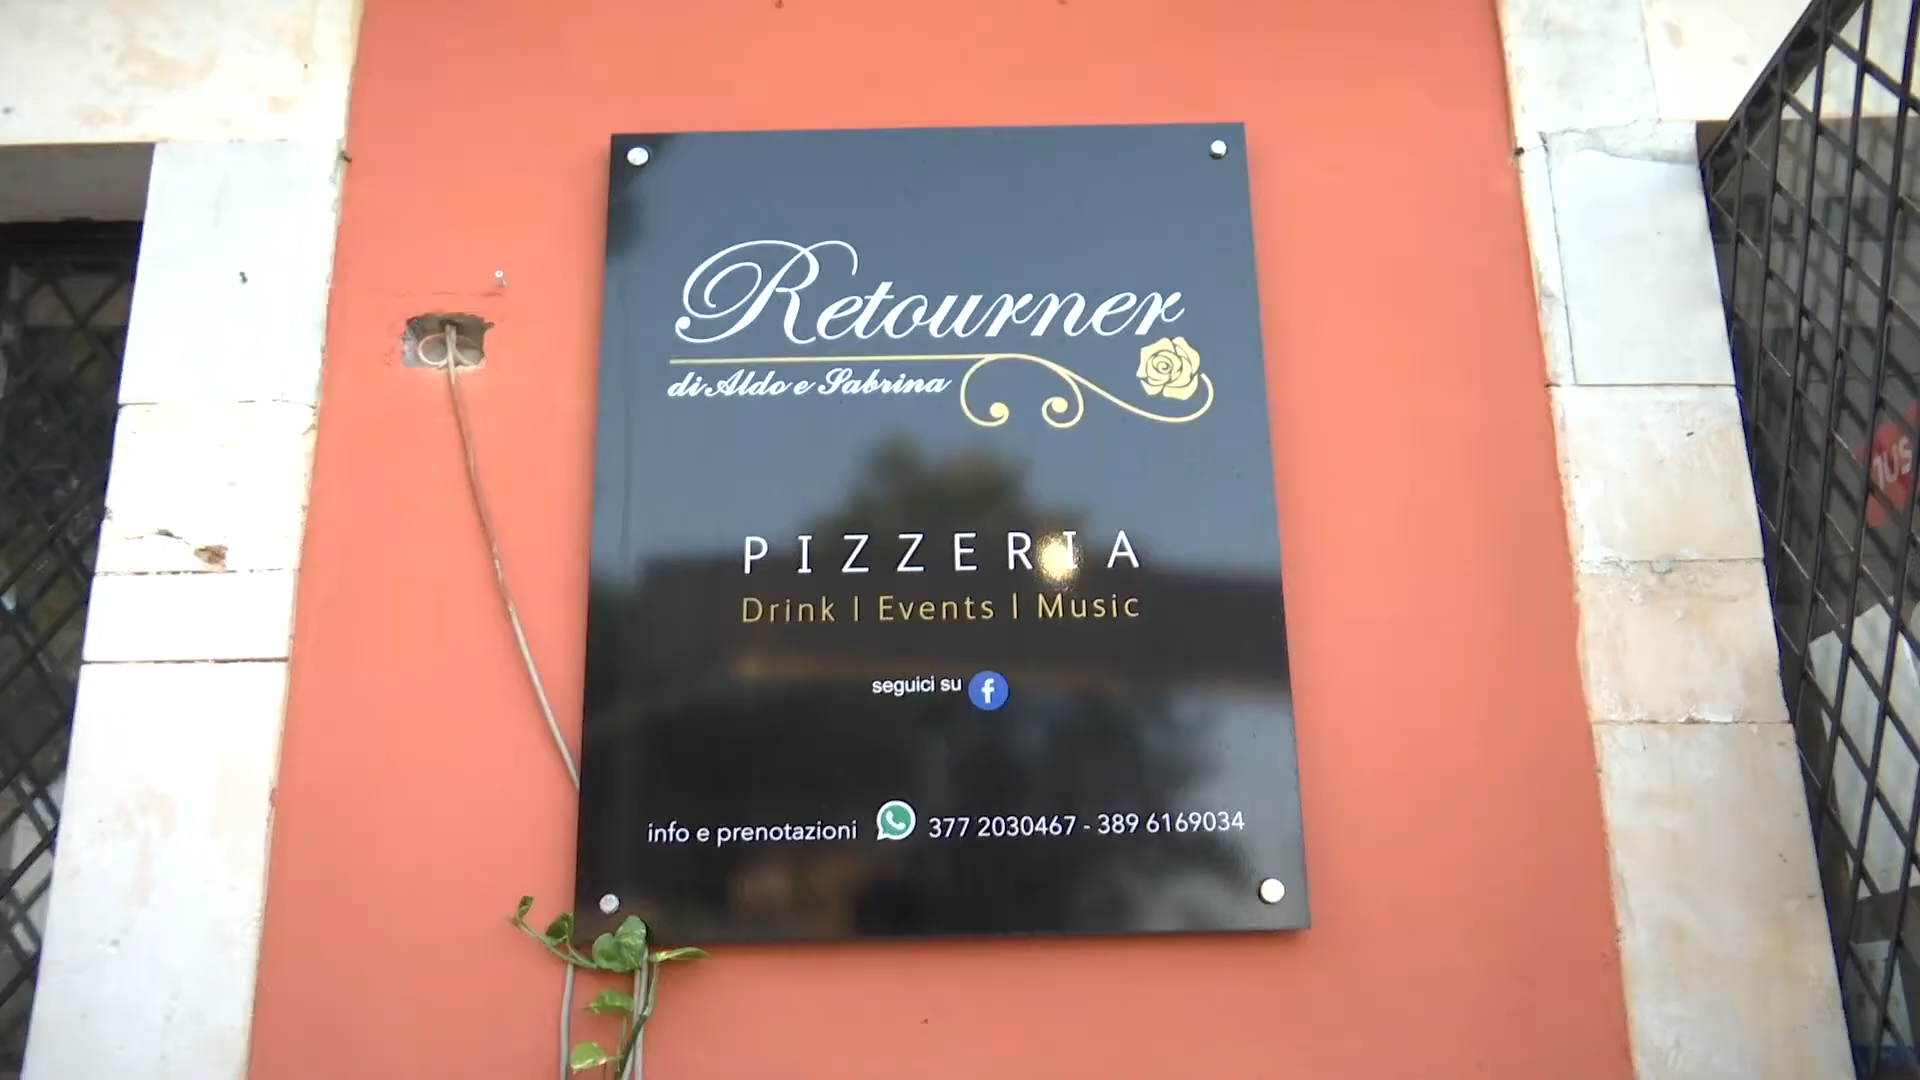 Retourner
di Aldo e Sabrina
PIZZERIA
Drink | Events | Music
seguici su f
info e prenotazioni 377 2030467 - 389 6169034